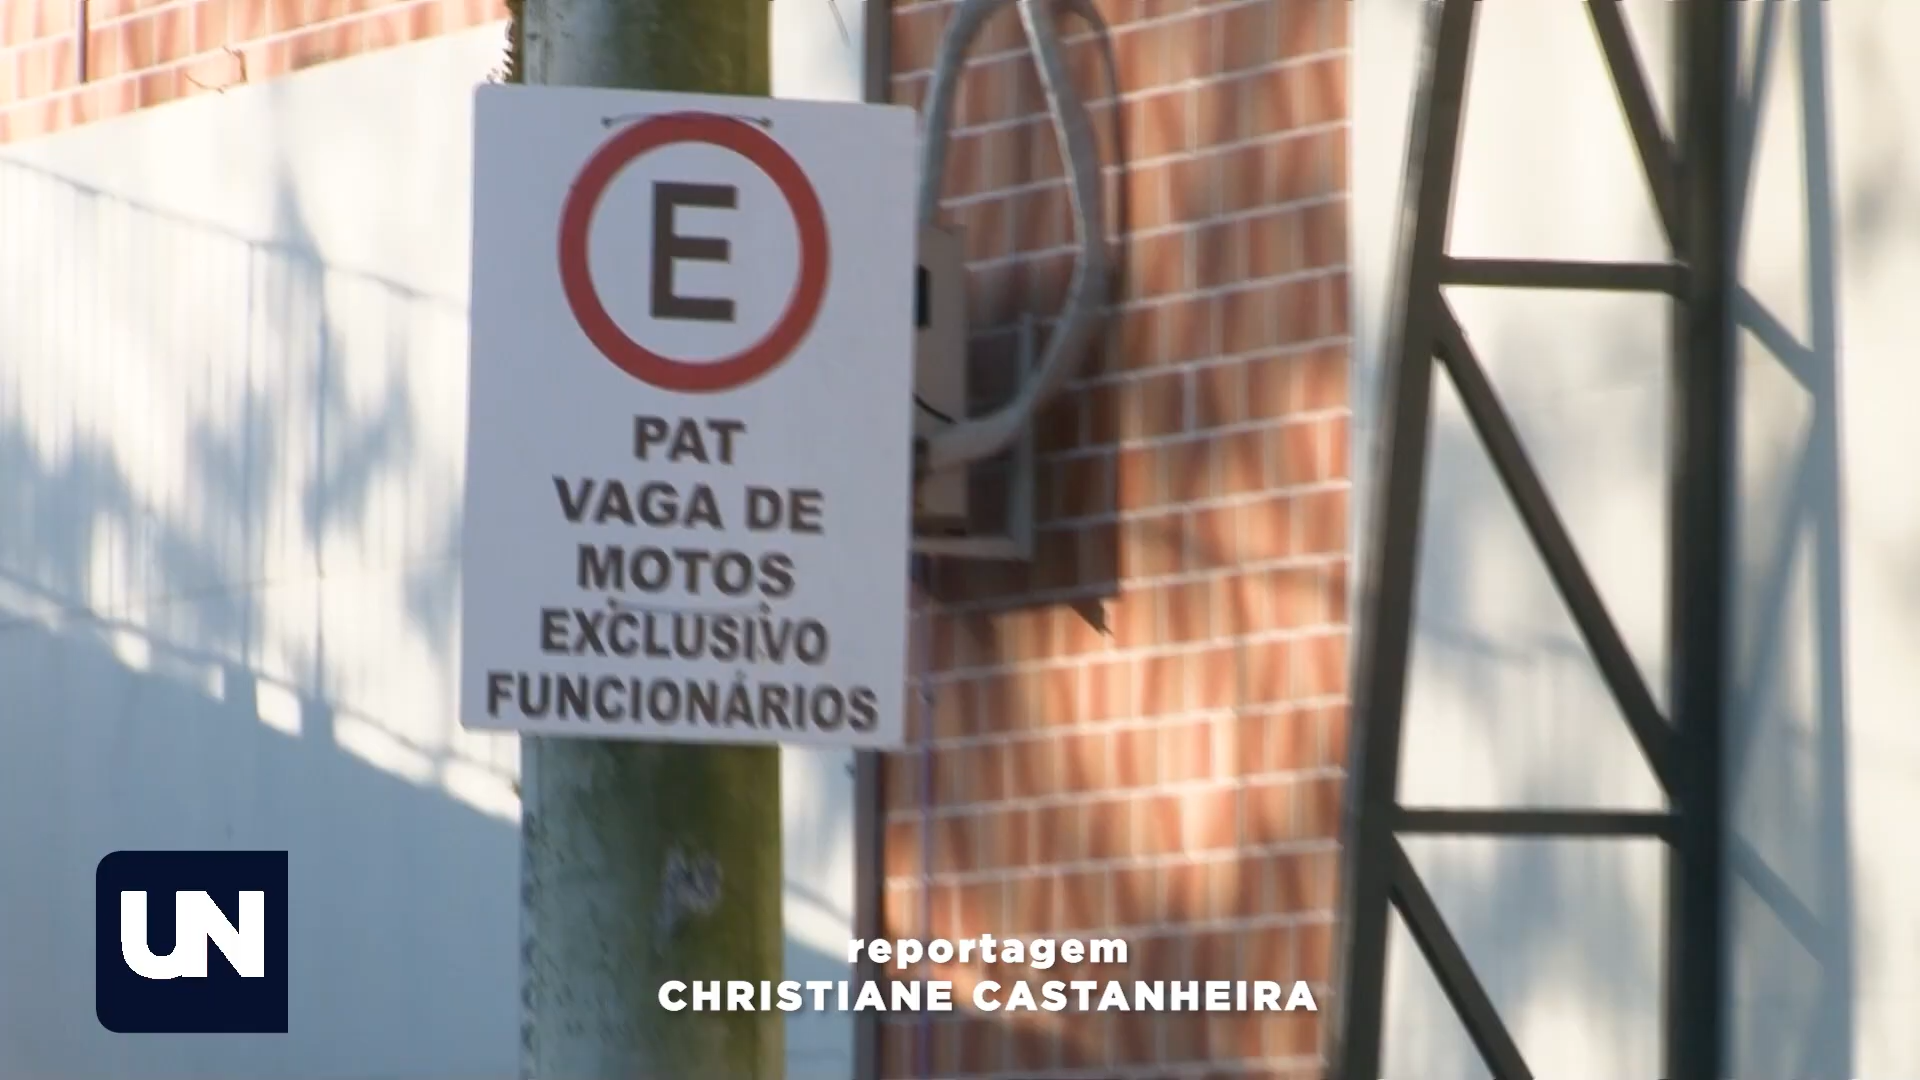 E
PAT
VAGA DE
MOTOS
EXCLUSIVO
FUNCIONÁRIOS
UN
reportagem
CHRISTIANE CASTANHEIRA